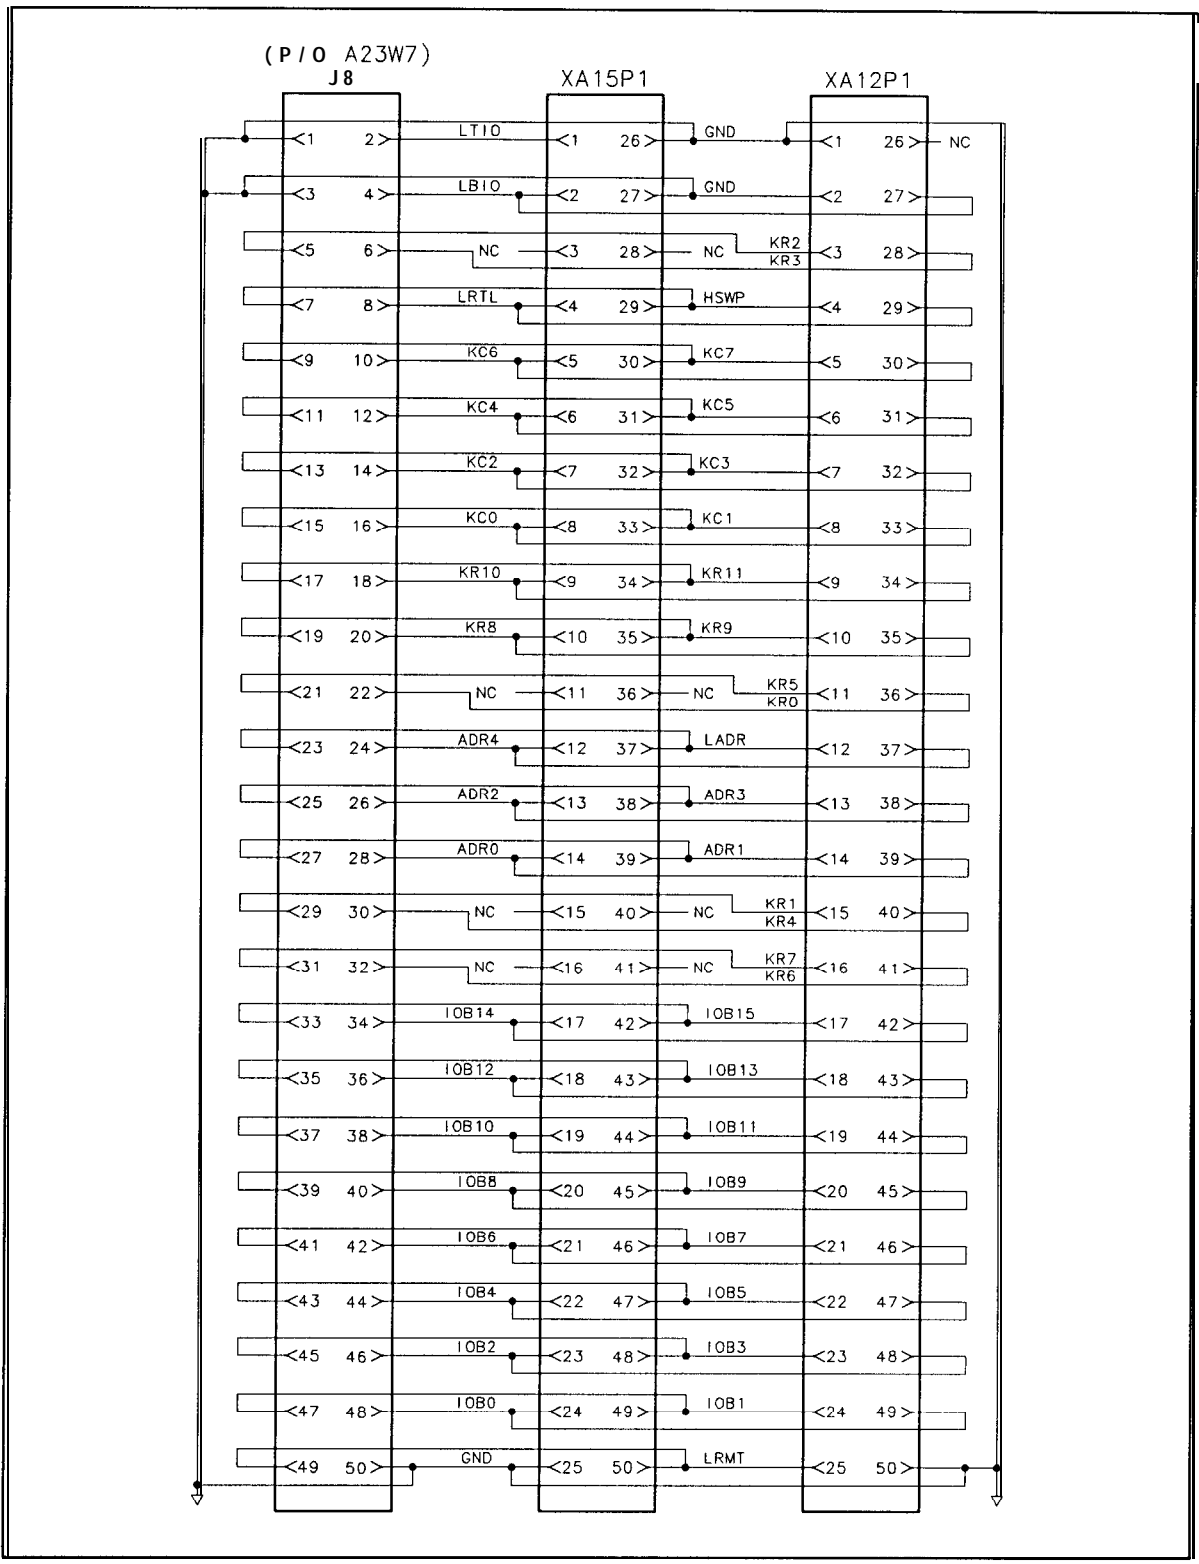 (P/O A23W7)
J8 XA15P1 XA12P1
<1 2> LTIO <1 26> GND <1 26> NC
<3 4> LBIO <2 27> GND <2 27>
<5 6> NC <3 28> NC KR2 <3 28>
KR3
<7 8> LRTL <4 29> HSWP <4 29>
<9 10> KC6 <5 30> KC7 <5 30>
<11 12> KC4 <6 31> KC5 <6 31>
<13 14> KC2 <7 32> KC3 <7 32>
<15 16> KC0 <8 33> KC1 <8 33>
<17 18> KR10 <9 34> KR11 <9 34>
<19 20> KR8 <10 35> KR9 <10 35>
<21 22> NC <11 36> NC KR5 <11 36>
KR0
<23 24> ADR4 <12 37> LADR <12 37>
<25 26> ADR2 <13 38> ADR3 <13 38>
<27 28> ADR0 <14 39> ADR1 <14 39>
<29 30> NC <15 40> NC KR1 <15 40>
KR4
<31 32> NC <16 41> NC KR7 <16 41>
KR6
<33 34> IOB14 <17 42> IOB15 <17 42>
<35 36> IOB12 <18 43> IOB13 <18 43>
<37 38> IOB10 <19 44> IOB11 <19 44>
<39 40> IOB8 <20 45> IOB9 <20 45>
<41 42> IOB6 <21 46> IOB7 <21 46>
<43 44> IOB4 <22 47> IOB5 <22 47>
<45 46> IOB2 <23 48> IOB3 <23 48>
<47 48> IOB0 <24 49> IOB1 <24 49>
<49 50> GND <25 50> LRMT <25 50>